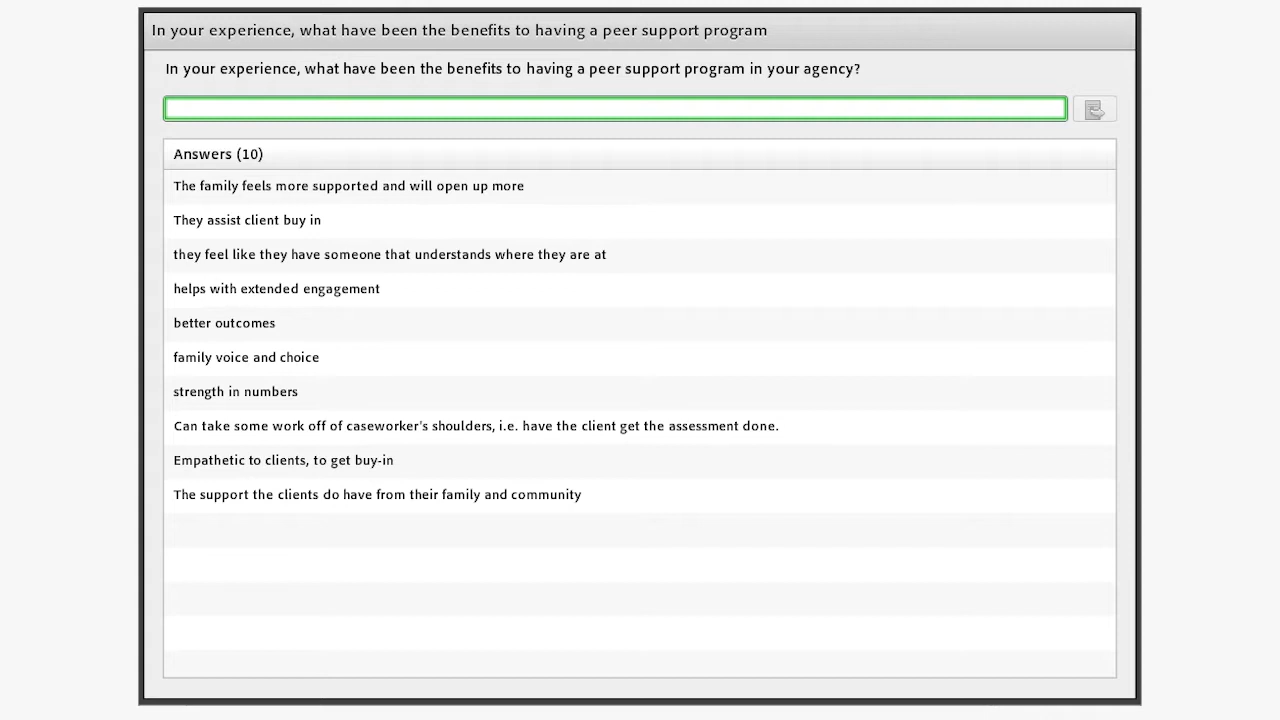 In your experience, what have been the benefits to having a peer support program
In your experience, what have been the benefits to having a peer support program in your agency?
Answers (10)
The family feels more supported and will open up more
They assist client buy in
they feel like they have someone that understands where they are at
helps with extended engagement
better outcomes
family voice and choice
strength in numbers
Can take some work off of caseworker's shoulders, i.e. have the client get the assessment done.
Empathetic to clients, to get buy-in
The support the clients do have from their family and community